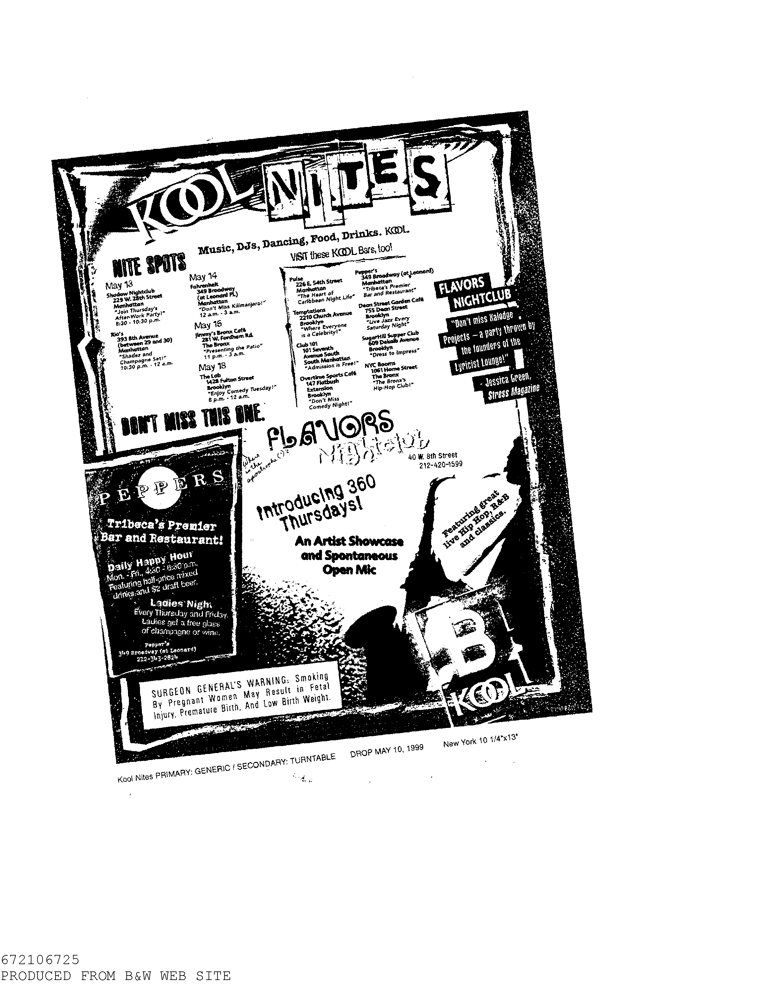 KOOL NITES
Music, DJs, Dancing, Food, Drinks. KOOL.
NITE SPOTS
May 13
Shadow Nightclub
229 W. 28th Street
Manhattan
"Join Thursday's
After-Work Party!"
8:30 - 10:30 p.m.
Rio's
393 8th Avenue
(between 29 and 30)
Manhattan
"Shades and
Champagne Set!"
10:30 p.m. - 12 a.m.
May 14
Fahrenheit
349 Broadway
(at Leonard Pl.)
Manhattan
"Don't Miss Kilimanjaro!"
12 a.m. - 3 a.m.
May 15
Jimmy's Bronx Café
281 W. Fordham Rd.
The Bronx
"Presenting the Patio"
11 p.m. - 3 a.m.
May 18
The Lab
1428 Fulton Street
Brooklyn
"Enjoy Comedy Tuesday!"
8 p.m. - 12 a.m.
VISIT these KOOL Bars, too!
Pulse
226 E. 54th Street
Manhattan
"The Heart of
Caribbean Night Life"
Temptations
2210 Church Avenue
Brooklyn
"Where Everyone
is a Celebrity!"
Club 101
101 Seventh
Avenue South
South Manhattan
"Admission is Free!"
Overtime Sports Café
147 Flatbush
Extension
Brooklyn
"Don't Miss
Comedy Night!"
Pepper's
349 Broadway (at Leonard)
Manhattan
"Tribeca's Premier
Bar and Restaurant"
Dean Street Garden Café
755 Dean Street
Brooklyn
"Live Jazz Every
Saturday Night"
Sugarhill Supper Club
609 Dekalb Avenue
Brooklyn
"Dress to Impress"
NYC Rooms
1061 Home Street
The Bronx
"The Bronx's
Hip-Hop Club!"
FLAVORS
NIGHTCLUB
"Don't miss Kalodge
Projects – a party thrown by
the founders of the
Lyricist Lounge!"
- Jessica Green,
Stress Magazine
DON'T MISS THIS ONE.
FLAVORS
Nightclub
40 W. 8th Street
212-420-1599
Introducing 360
Thursdays!
An Artist Showcase
and Spontaneous
Open Mic
Featuring great
live Hip Hop, R&B
and classics.
PEPPERS
Tribeca's Premier
Bar and Restaurant!
Daily Happy Hour
Mon. - Fri., 4:30 - 6:30 p.m.
Featuring half-price mixed
drinks and $2 draft beer.
Ladies Night
Every Thursday and Friday.
Ladies get a free glass
of champagne or wine.
Pepper's
349 Broadway (at Leonard)
212-343-2824
B
KOOL
SURGEON GENERAL'S WARNING: Smoking
By Pregnant Women May Result in Fetal
Injury, Premature Birth, And Low Birth Weight.
Kool Nites PRIMARY: GENERIC / SECONDARY: TURNTABLE DROP MAY 10, 1999 New York 10 1/4"x13"
672106725
PRODUCED FROM B&W WEB SITE